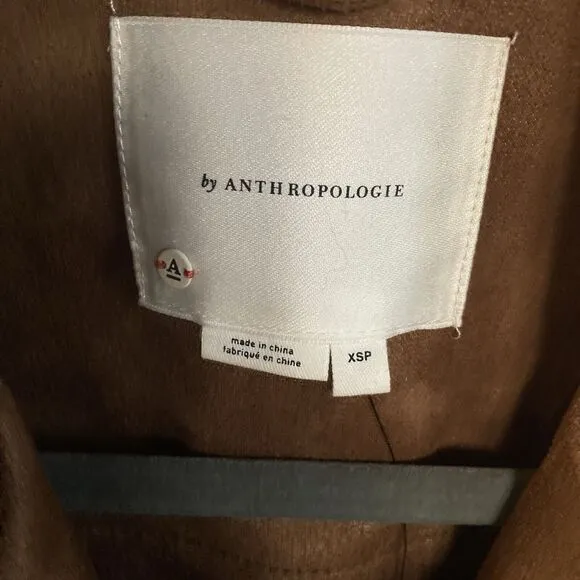 by ANTHROPOLOGIE
A
made in china
fabriqué en chine
XSP